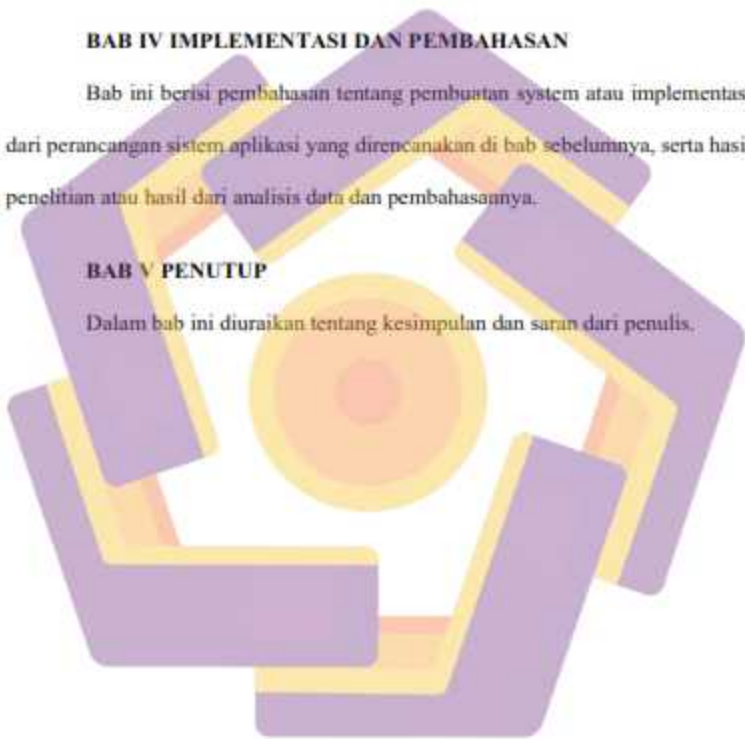 BAB IV IMPLEMENTASI DAN PEMBAHASAN
Bab ini berisi pembahasan tentang pembuatan system atau implementas
dari perancangan sistem aplikasi yang direncanakan di bab sebelumnya, serta hasi
penelitian atau hasil dari analisis data dan pembahasannya.
BAB V PENUTUP
Dalam bab ini diuraikan tentang kesimpulan dan saran dari penulis.